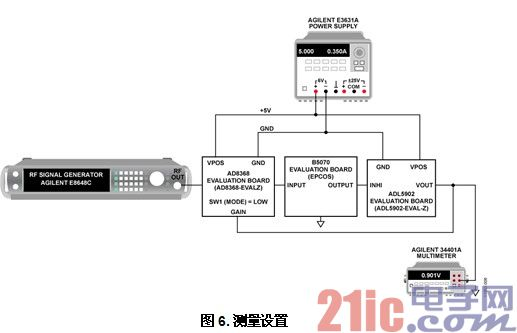 AGILENT E3631A
POWER SUPPLY
5.000 0.350A
6V ±25V
+ − COM + −
+5V
GND
RF SIGNAL GENERATOR
AGILENT E8648C
RF
OUT
VPOS GND
AD8368
EVALUATION BOARD
(AD8368-EVALZ)
SW1 (MODE) = LOW
GAIN
B5070
EVALUATION BOARD
(EPCOS)
INPUT OUTPUT
GND VPOS
INHI VOUT
ADL5902
EVALUATION BOARD
(ADL5902-EVAL-Z)
AGILENT 34401A
MULTIMETER
0.901V
21ic.com
电子网
图 6. 测量设置